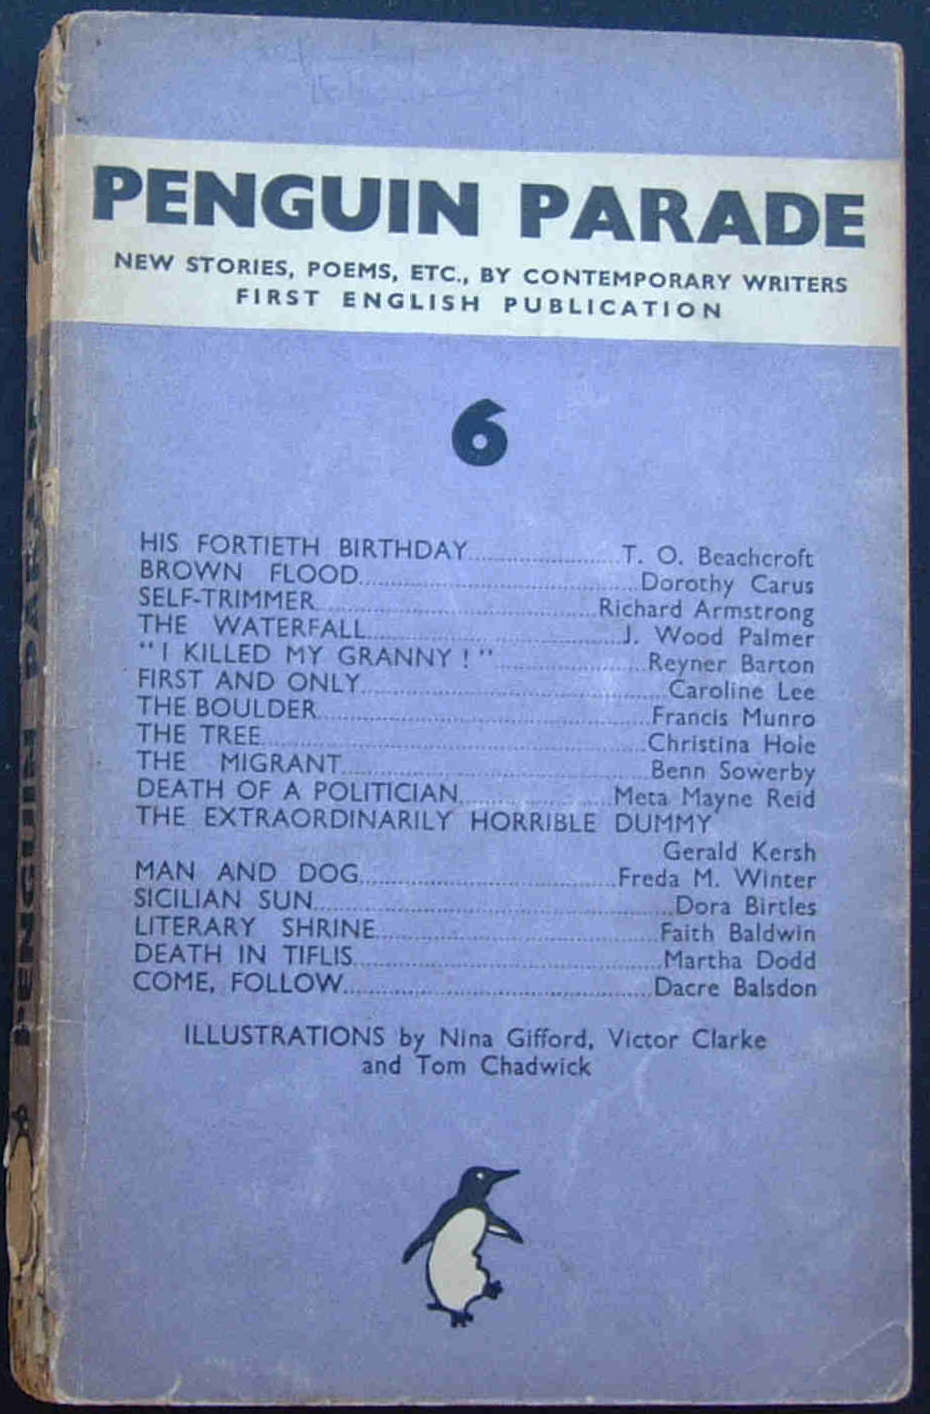 PENGUIN PARADE
NEW STORIES, POEMS, ETC., BY CONTEMPORARY WRITERS
FIRST ENGLISH PUBLICATION
6
HIS FORTIETH BIRTHDAY....................T. O. Beachcroft
BROWN FLOOD....................Dorothy Carus
SELF-TRIMMER....................Richard Armstrong
THE WATERFALL....................J. Wood Palmer
"I KILLED MY GRANNY!"....................Reyner Barton
FIRST AND ONLY....................Caroline Lee
THE BOULDER....................Francis Munro
THE TREE....................Christina Hole
THE MIGRANT....................Benn Sowerby
DEATH OF A POLITICIAN....................Meta Mayne Reid
THE EXTRAORDINARILY HORRIBLE DUMMY
Gerald Kersh
MAN AND DOG....................Freda M. Winter
SICILIAN SUN....................Dora Birtles
LITERARY SHRINE....................Faith Baldwin
DEATH IN TIFLIS....................Martha Dodd
COME, FOLLOW....................Dacre Balsdon
ILLUSTRATIONS by Nina Gifford, Victor Clarke
and Tom Chadwick
PENGUIN PARADE